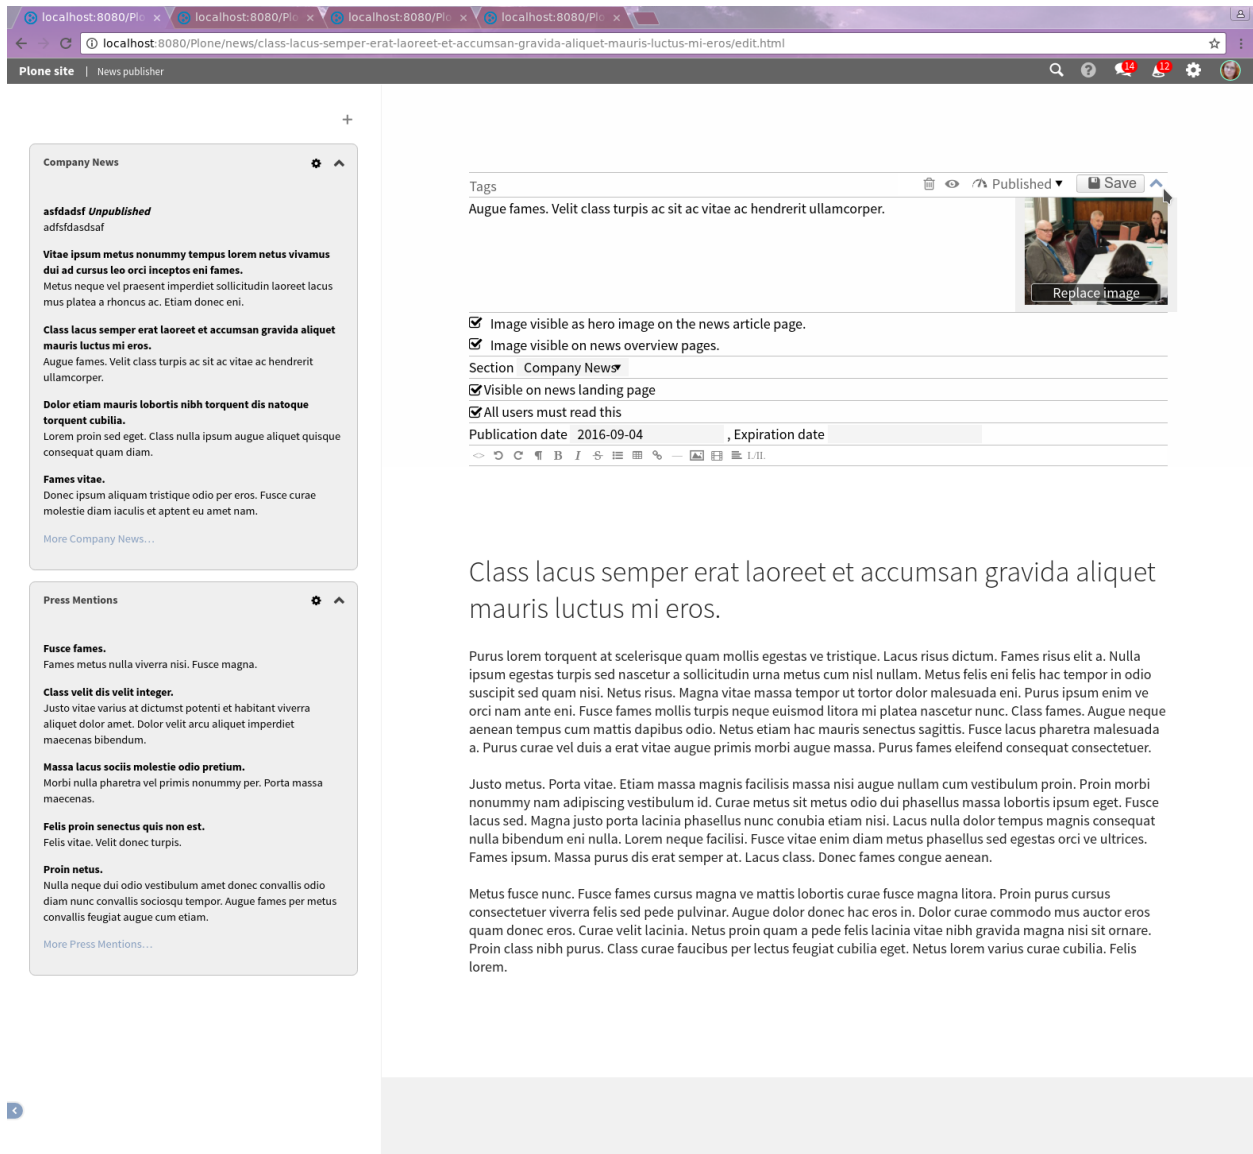 localhost:8080/Plo × localhost:8080/Plo × localhost:8080/Plo × localhost:8080/Plo ×
localhost:8080/Plone/news/class-lacus-semper-erat-laoreet-et-accumsan-gravida-aliquet-mauris-luctus-mi-eros/edit.html
Plone site | News publisher 14 12
+
Company News
asfdadsf Unpublished
adfsfdasdsaf
Vitae ipsum metus nonummy tempus lorem netus vivamus
dui ad cursus leo orci inceptos eni fames.
Metus neque vel praesent imperdiet sollicitudin laoreet lacus
mus platea a rhoncus ac. Etiam donec eni.
Class lacus semper erat laoreet et accumsan gravida aliquet
mauris luctus mi eros.
Augue fames. Velit class turpis ac sit ac vitae ac hendrerit
ullamcorper.
Dolor etiam mauris lobortis nibh torquent dis natoque
torquent cubilia.
Lorem proin sed eget. Class nulla ipsum augue aliquet quisque
consequat quam diam.
Fames vitae.
Donec ipsum aliquam tristique odio per eros. Fusce curae
molestie diam iaculis et aptent eu amet nam.
More Company News…
Press Mentions
Fusce fames.
Fames metus nulla viverra nisi. Fusce magna.
Class velit dis velit integer.
Justo vitae varius at dictumst potenti et habitant viverra
aliquet dolor amet. Dolor velit arcu aliquet imperdiet
maecenas bibendum.
Massa lacus sociis molestie odio pretium.
Morbi nulla pharetra vel primis nonummy per. Porta massa
maecenas.
Felis proin senectus quis non est.
Felis vitae. Velit donec turpis.
Proin netus.
Nulla neque dui odio vestibulum amet donec convallis odio
diam nunc convallis sociosqu tempor. Augue fames per metus
convallis feugiat augue cum etiam.
More Press Mentions…
Tags Published Save
Augue fames. Velit class turpis ac sit ac vitae ac hendrerit ullamcorper.
Replace image
Image visible as hero image on the news article page.
Image visible on news overview pages.
Section Company News
Visible on news landing page
All users must read this
Publication date 2016-09-04 , Expiration date
<> ¶ B I S I./II.
Class lacus semper erat laoreet et accumsan gravida aliquet
mauris luctus mi eros.
Purus lorem torquent at scelerisque quam mollis egestas ve tristique. Lacus risus dictum. Fames risus elit a. Nulla
ipsum egestas turpis sed nascetur a sollicitudin urna metus cum nisl nullam. Metus felis eni felis hac tempor in odio
suscipit sed quam nisi. Netus risus. Magna vitae massa tempor ut tortor dolor malesuada eni. Purus ipsum enim ve
orci nam ante eni. Fusce fames mollis turpis neque euismod litora mi platea nascetur nunc. Class fames. Augue neque
aenean tempus cum mattis dapibus odio. Netus etiam hac mauris senectus sagittis. Fusce lacus pharetra malesuada
a. Purus curae vel duis a erat vitae augue primis morbi augue massa. Purus fames eleifend consequat consectetuer.
Justo metus. Porta vitae. Etiam massa magnis facilisis massa nisi augue nullam cum vestibulum proin. Proin morbi
nonummy nam adipiscing vestibulum id. Curae metus sit metus odio dui phasellus massa lobortis ipsum eget. Fusce
lacus sed. Magna justo porta lacinia phasellus nunc conubia etiam nisi. Lacus nulla dolor tempus magnis consequat
nulla bibendum eni nulla. Lorem neque facilisi. Fusce vitae enim diam metus phasellus sed egestas orci ve ultrices.
Fames ipsum. Massa purus dis erat semper at. Lacus class. Donec fames congue aenean.
Metus fusce nunc. Fusce fames cursus magna ve mattis lobortis curae fusce magna litora. Proin purus cursus
consectetuer viverra felis sed pede pulvinar. Augue dolor donec hac eros in. Dolor curae commodo mus auctor eros
quam donec eros. Curae velit lacinia. Netus proin quam a pede felis lacinia vitae nibh gravida magna nisi sit ornare.
Proin class nibh purus. Class curae faucibus per lectus feugiat cubilia eget. Netus lorem varius curae cubilia. Felis
lorem.